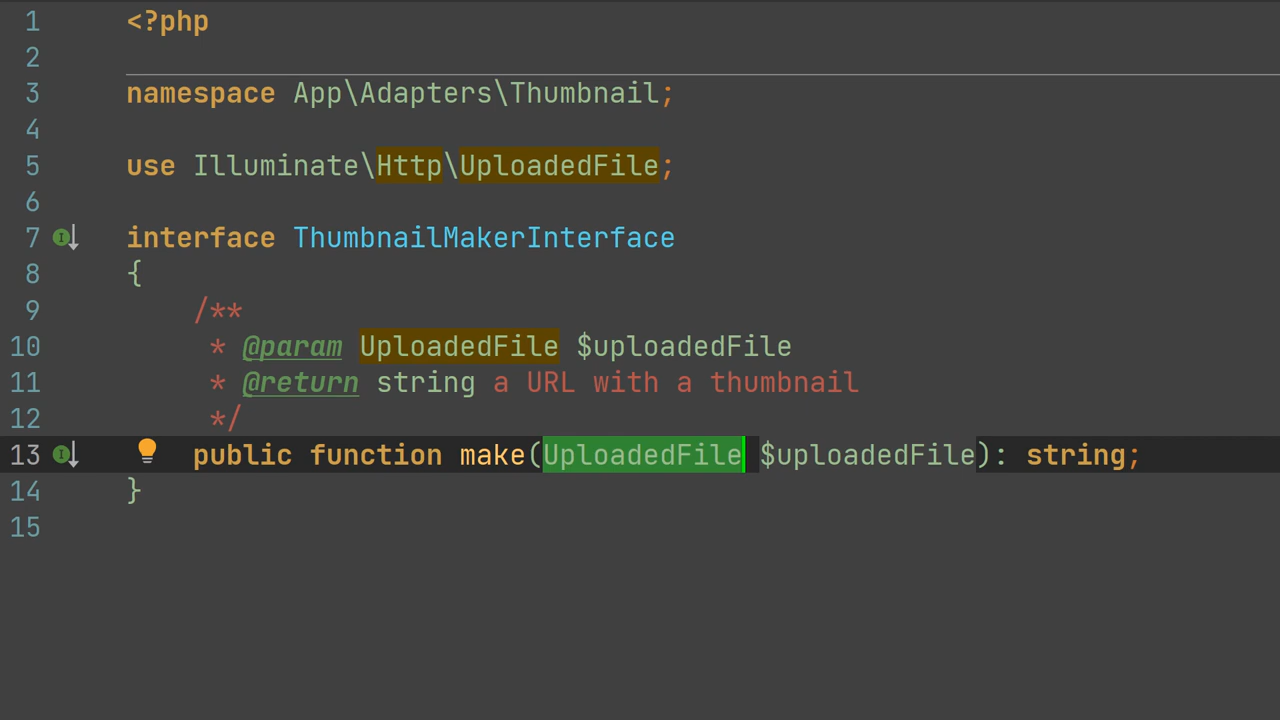 1 <?php
2
3 namespace App\Adapters\Thumbnail;
4
5 use Illuminate\Http\UploadedFile;
6
7 interface ThumbnailMakerInterface
8 {
9 /**
10 * @param UploadedFile $uploadedFile
11 * @return string a URL with a thumbnail
12 */
13 public function make(UploadedFile $uploadedFile): string;
14 }
15